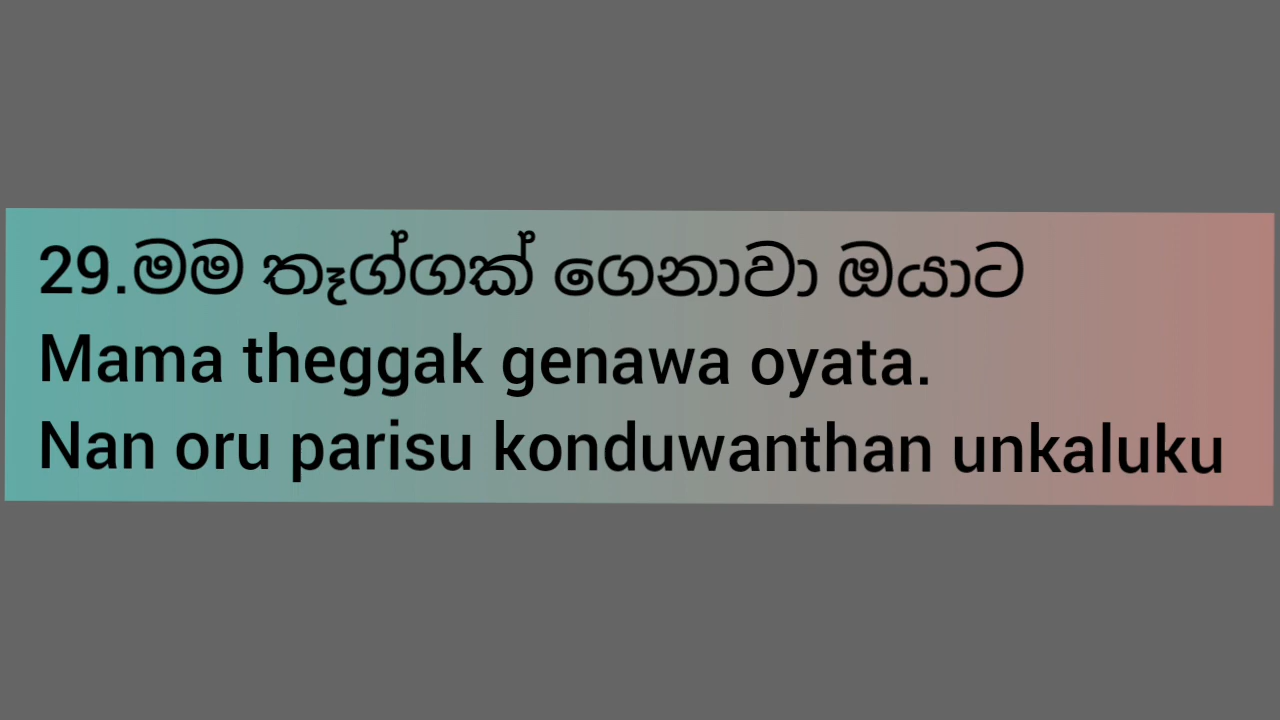 29.මම තෑග්ගක් ගෙනාවා ඔයාට
Mama theggak genawa oyata.
Nan oru parisu konduwanthan unkaluku